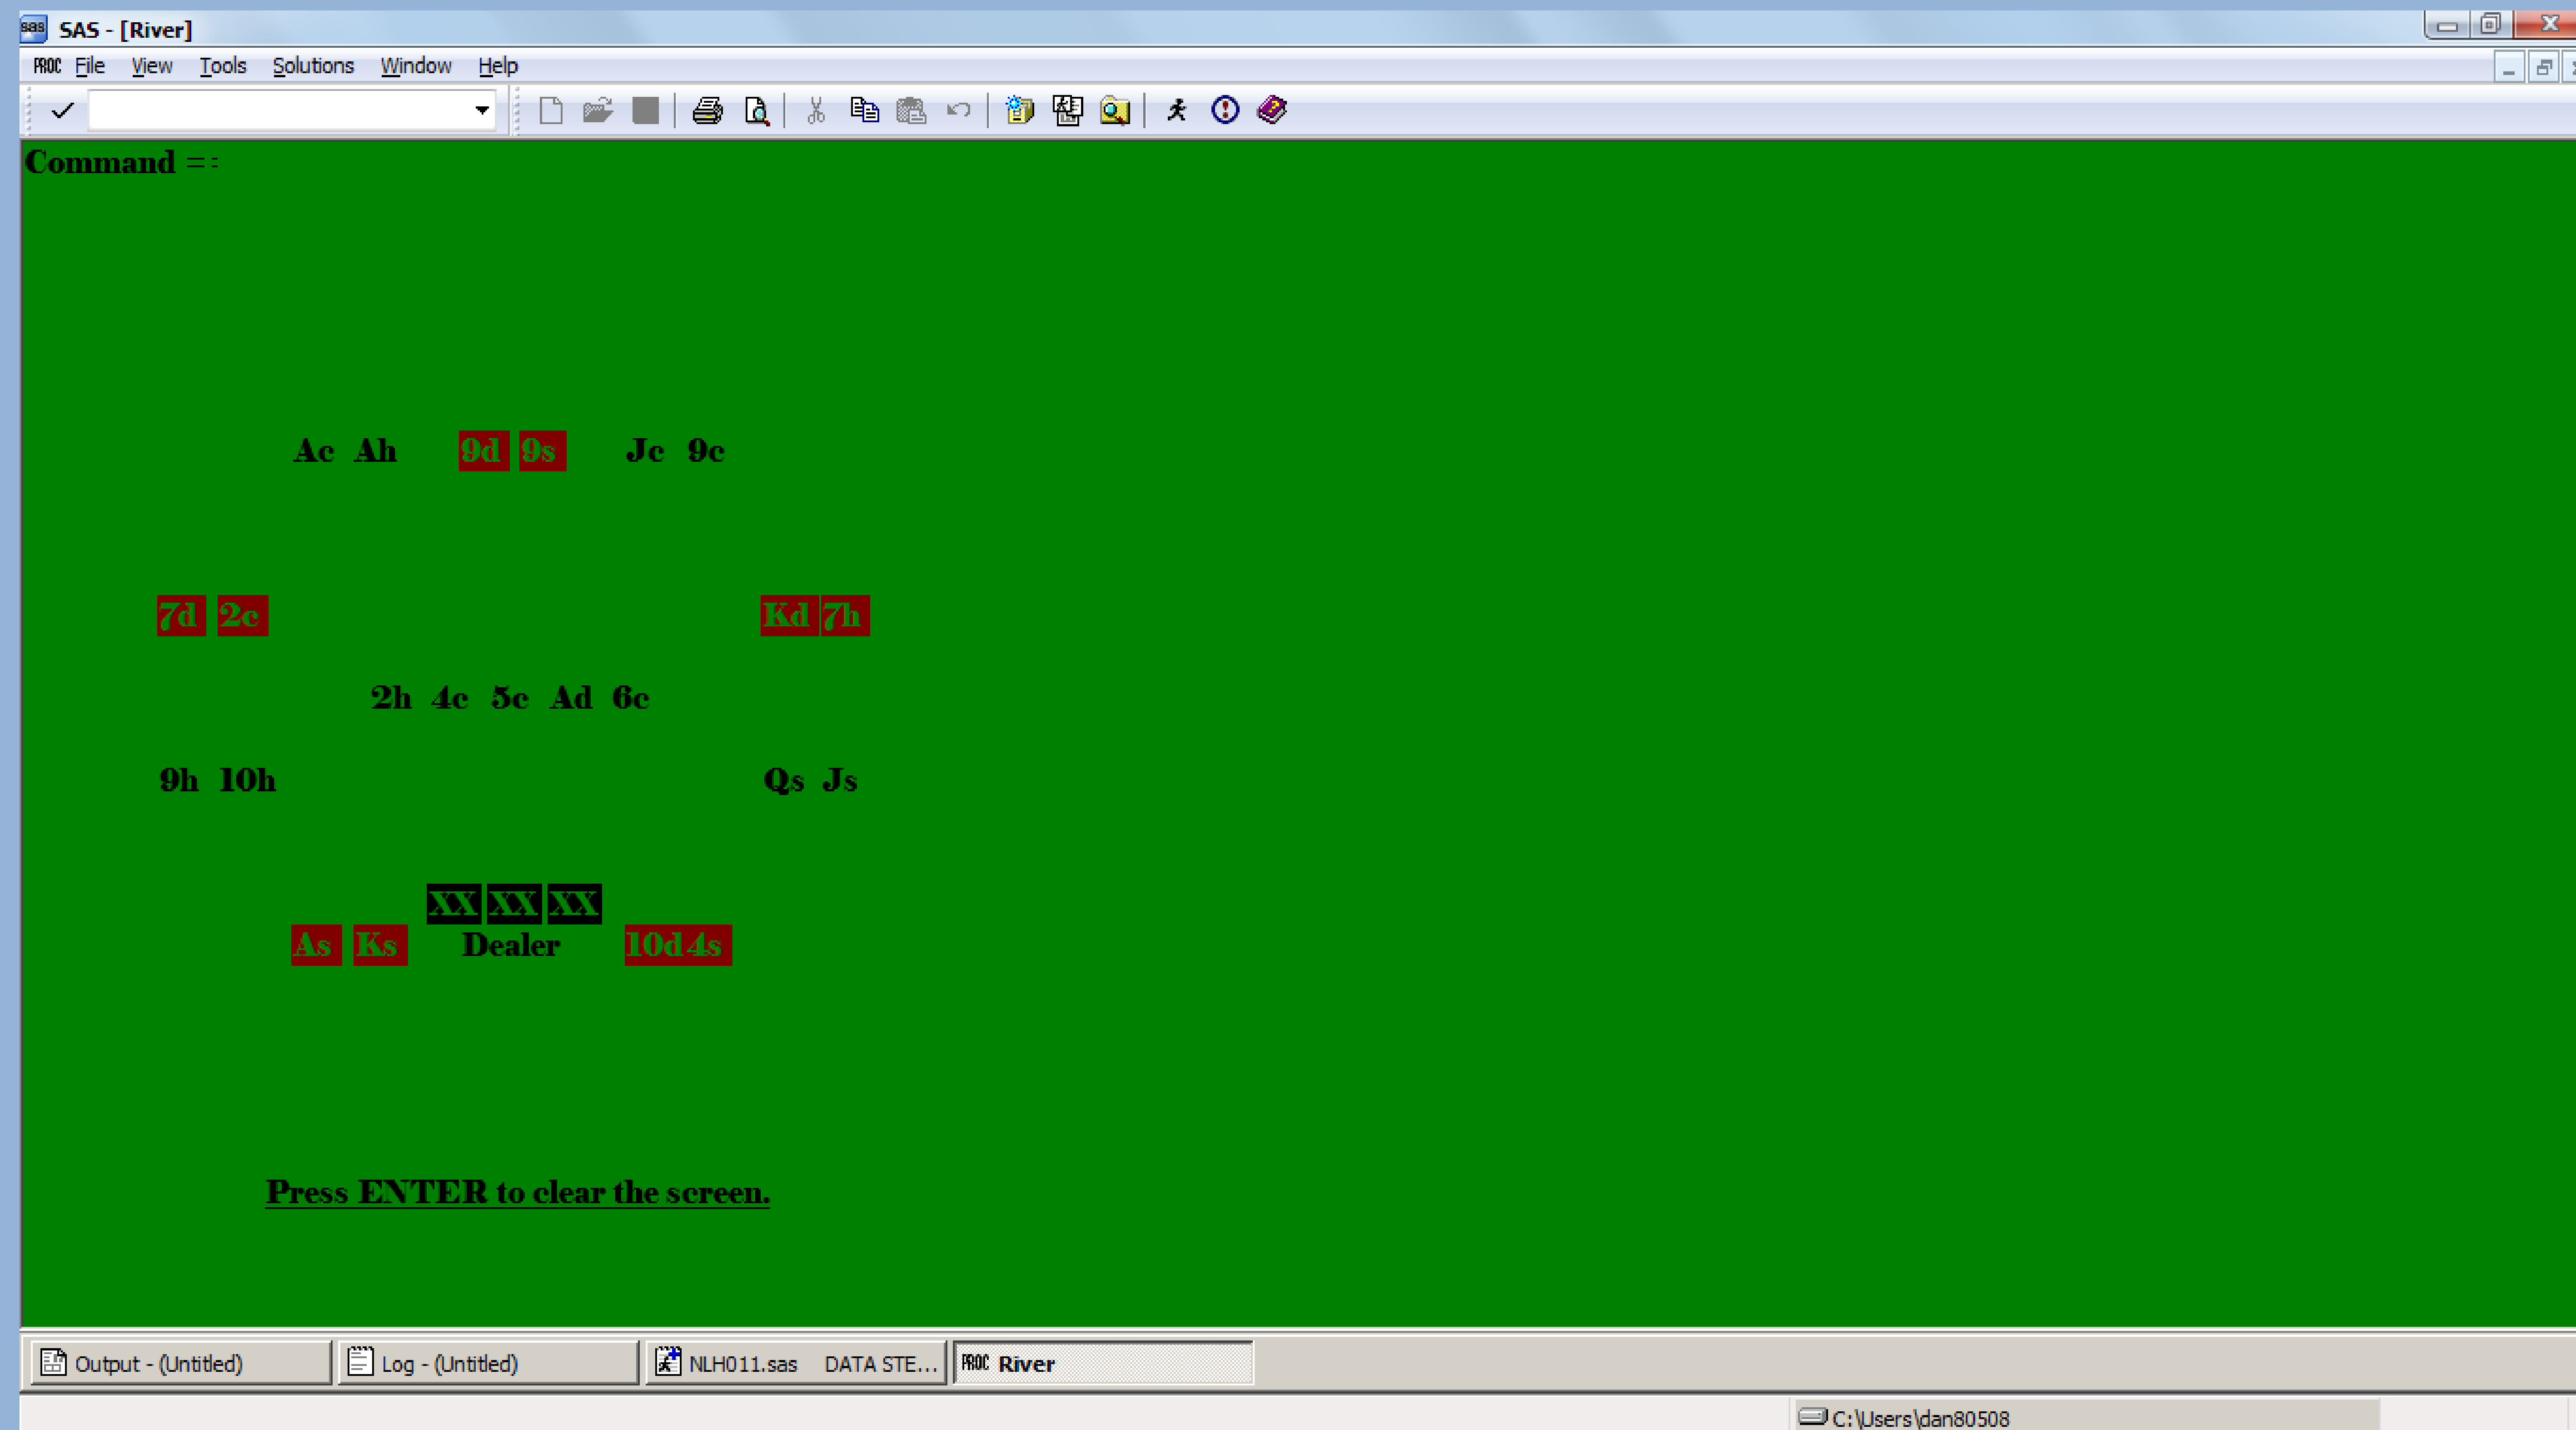 SAS - [River]
PROC File View Tools Solutions Window Help
Command ==
Ac Ah 9d 9s Jc 9c
7d 2c Kd 7h
2h 4c 5c Ad 6c
9h 10h Qs Js
XX XX XX
As Ks Dealer 10d 4s
Press ENTER to clear the screen.
Output - (Untitled) Log - (Untitled) NLH011.sas DATA STE... PROC River
C:\Users\dan80508